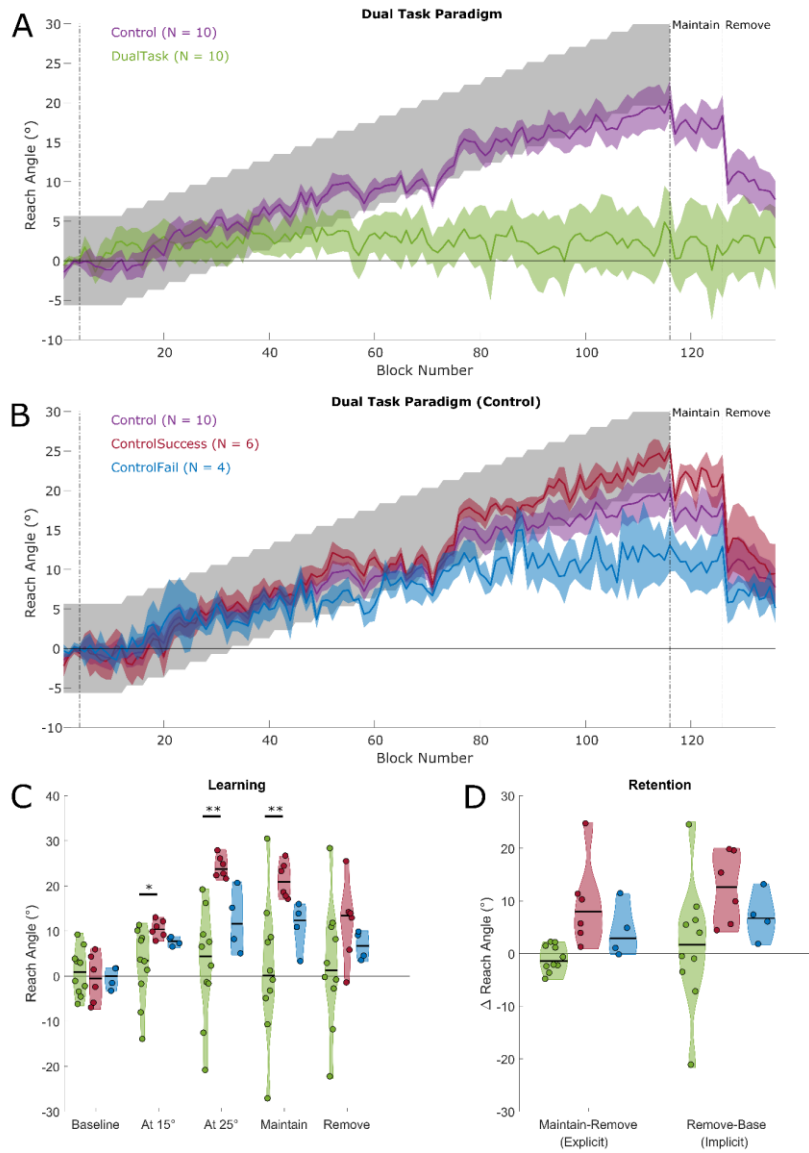 A
Dual Task Paradigm
Control (N = 10)
DualTask (N = 10)
Maintain Remove
30
25
20
15
10
5
0
-5
-10
Reach Angle (°)
20 40 60 80 100 120
Block Number
B
Dual Task Paradigm (Control)
Control (N = 10)
ControlSuccess (N = 6)
ControlFail (N = 4)
Maintain Remove
30
25
20
15
10
5
0
-5
-10
Reach Angle (°)
20 40 60 80 100 120
Block Number
C
Learning
40
30
20
10
0
-10
-20
-30
Reach Angle (°)
*
**
**
Baseline At 15° At 25° Maintain Remove
D
Retention
30
20
10
0
-10
-20
-30
Δ Reach Angle (°)
Maintain-Remove Remove-Base
(Explicit) (Implicit)